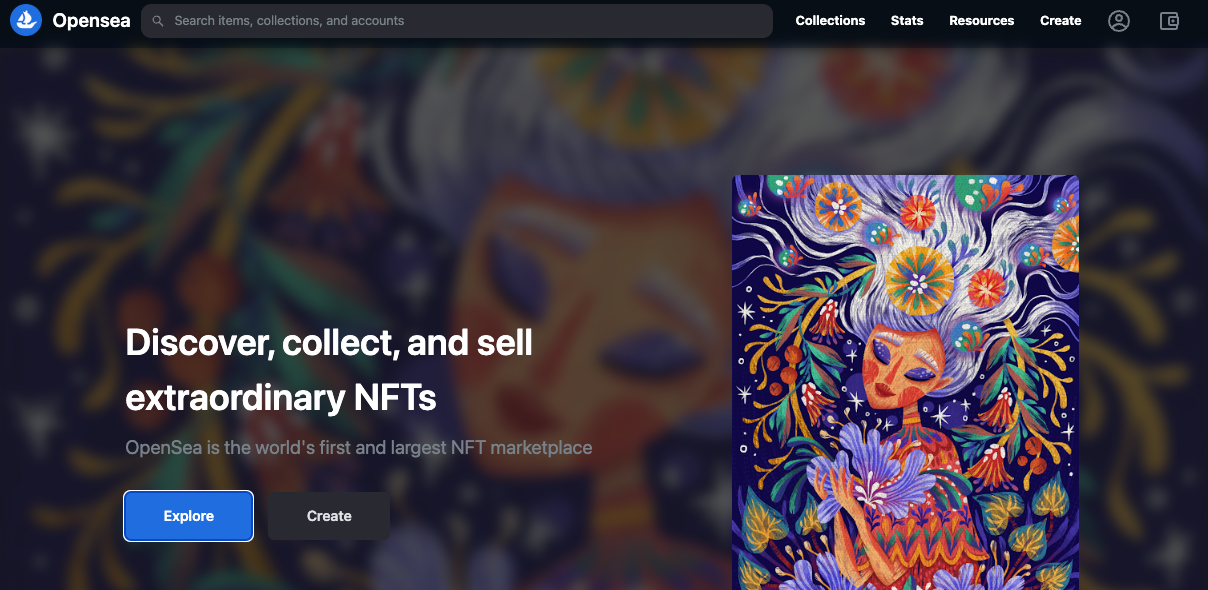 Opensea
Search items, collections, and accounts
Collections
Stats
Resources
Create
Discover, collect, and sell
extraordinary NFTs
OpenSea is the world's first and largest NFT marketplace
Explore
Create